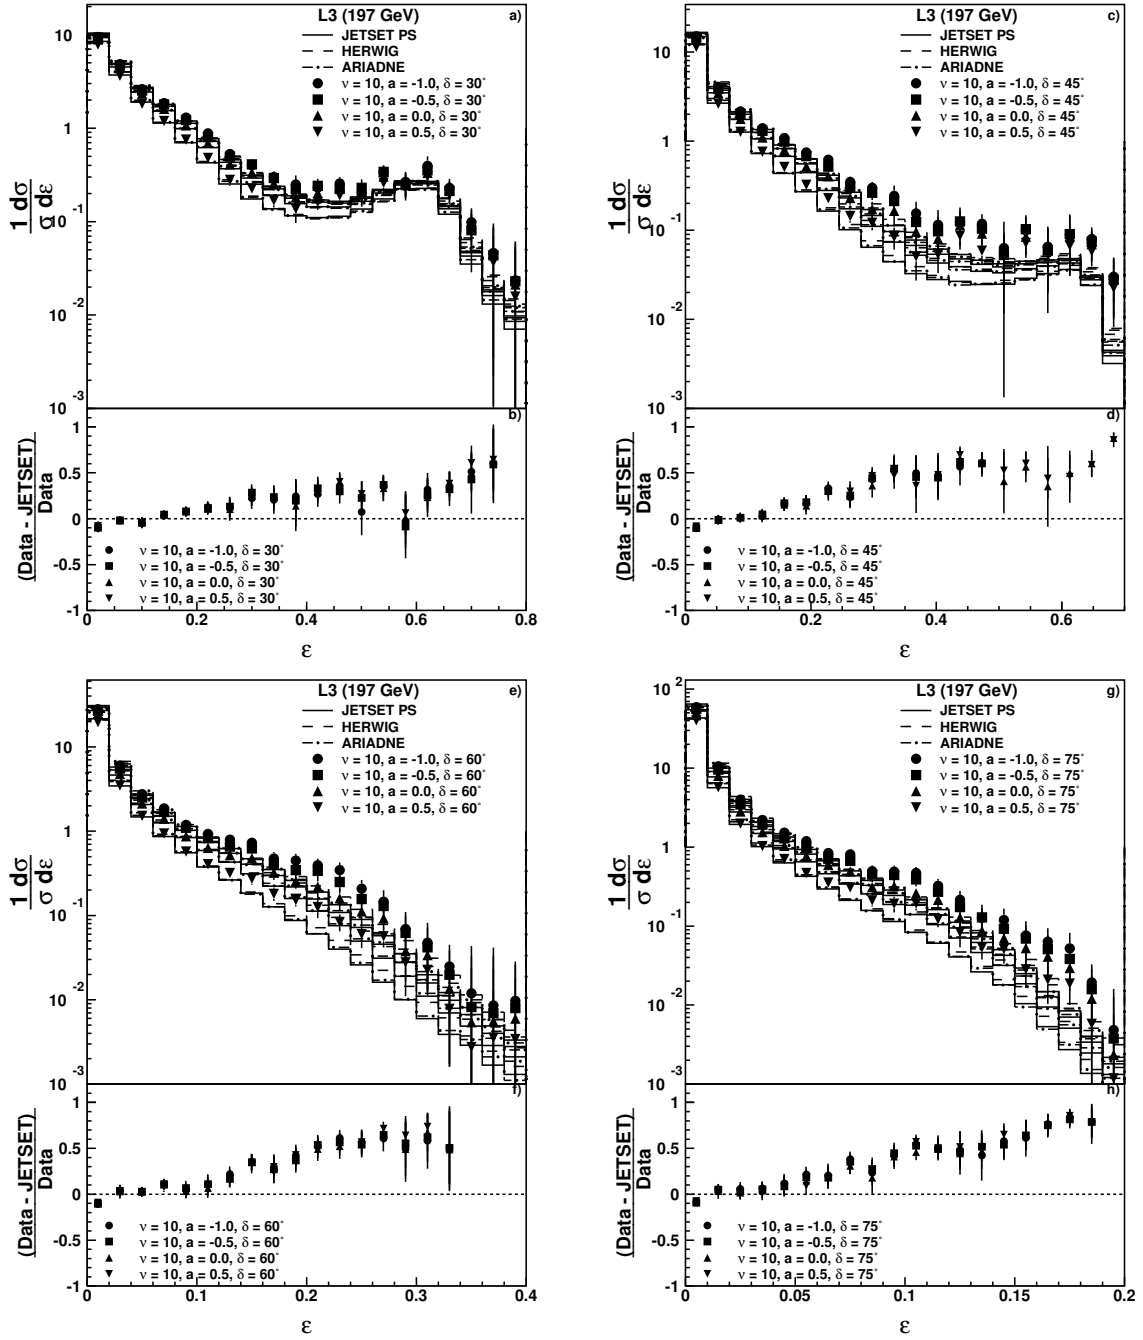 L3 (197 GeV)
a)
JETSET PS
HERWIG
ARIADNE
ν = 10, a = -1.0, δ = 30°
ν = 10, a = -0.5, δ = 30°
ν = 10, a = 0.0, δ = 30°
ν = 10, a = 0.5, δ = 30°
10
1
10 -1
10 -2
10 -3
1 dσ
σ dε
b)
1
0.5
0
-0.5
-1
(Data - JETSET)
Data
ν = 10, a = -1.0, δ = 30°
ν = 10, a = -0.5, δ = 30°
ν = 10, a = 0.0, δ = 30°
ν = 10, a = 0.5, δ = 30°
0 0.2 0.4 0.6 0.8
ε
L3 (197 GeV)
c)
JETSET PS
HERWIG
ARIADNE
ν = 10, a = -1.0, δ = 45°
ν = 10, a = -0.5, δ = 45°
ν = 10, a = 0.0, δ = 45°
ν = 10, a = 0.5, δ = 45°
10
1
10 -1
10 -2
10 -3
1 dσ
σ dε
d)
1
0.5
0
-0.5
-1
(Data - JETSET)
Data
ν = 10, a = -1.0, δ = 45°
ν = 10, a = -0.5, δ = 45°
ν = 10, a = 0.0, δ = 45°
ν = 10, a = 0.5, δ = 45°
0 0.2 0.4 0.6
ε
L3 (197 GeV)
e)
JETSET PS
HERWIG
ARIADNE
ν = 10, a = -1.0, δ = 60°
ν = 10, a = -0.5, δ = 60°
ν = 10, a = 0.0, δ = 60°
ν = 10, a = 0.5, δ = 60°
10
1
10 -1
10 -2
10 -3
1 dσ
σ dε
f)
1
0.5
0
-0.5
-1
(Data - JETSET)
Data
ν = 10, a = -1.0, δ = 60°
ν = 10, a = -0.5, δ = 60°
ν = 10, a = 0.0, δ = 60°
ν = 10, a = 0.5, δ = 60°
0 0.1 0.2 0.3 0.4
ε
L3 (197 GeV)
g)
JETSET PS
HERWIG
ARIADNE
ν = 10, a = -1.0, δ = 75°
ν = 10, a = -0.5, δ = 75°
ν = 10, a = 0.0, δ = 75°
ν = 10, a = 0.5, δ = 75°
10 2
10
1
10 -1
10 -2
10 -3
1 dσ
σ dε
h)
1
0.5
0
-0.5
-1
(Data - JETSET)
Data
ν = 10, a = -1.0, δ = 75°
ν = 10, a = -0.5, δ = 75°
ν = 10, a = 0.0, δ = 75°
ν = 10, a = 0.5, δ = 75°
0 0.05 0.1 0.15 0.2
ε